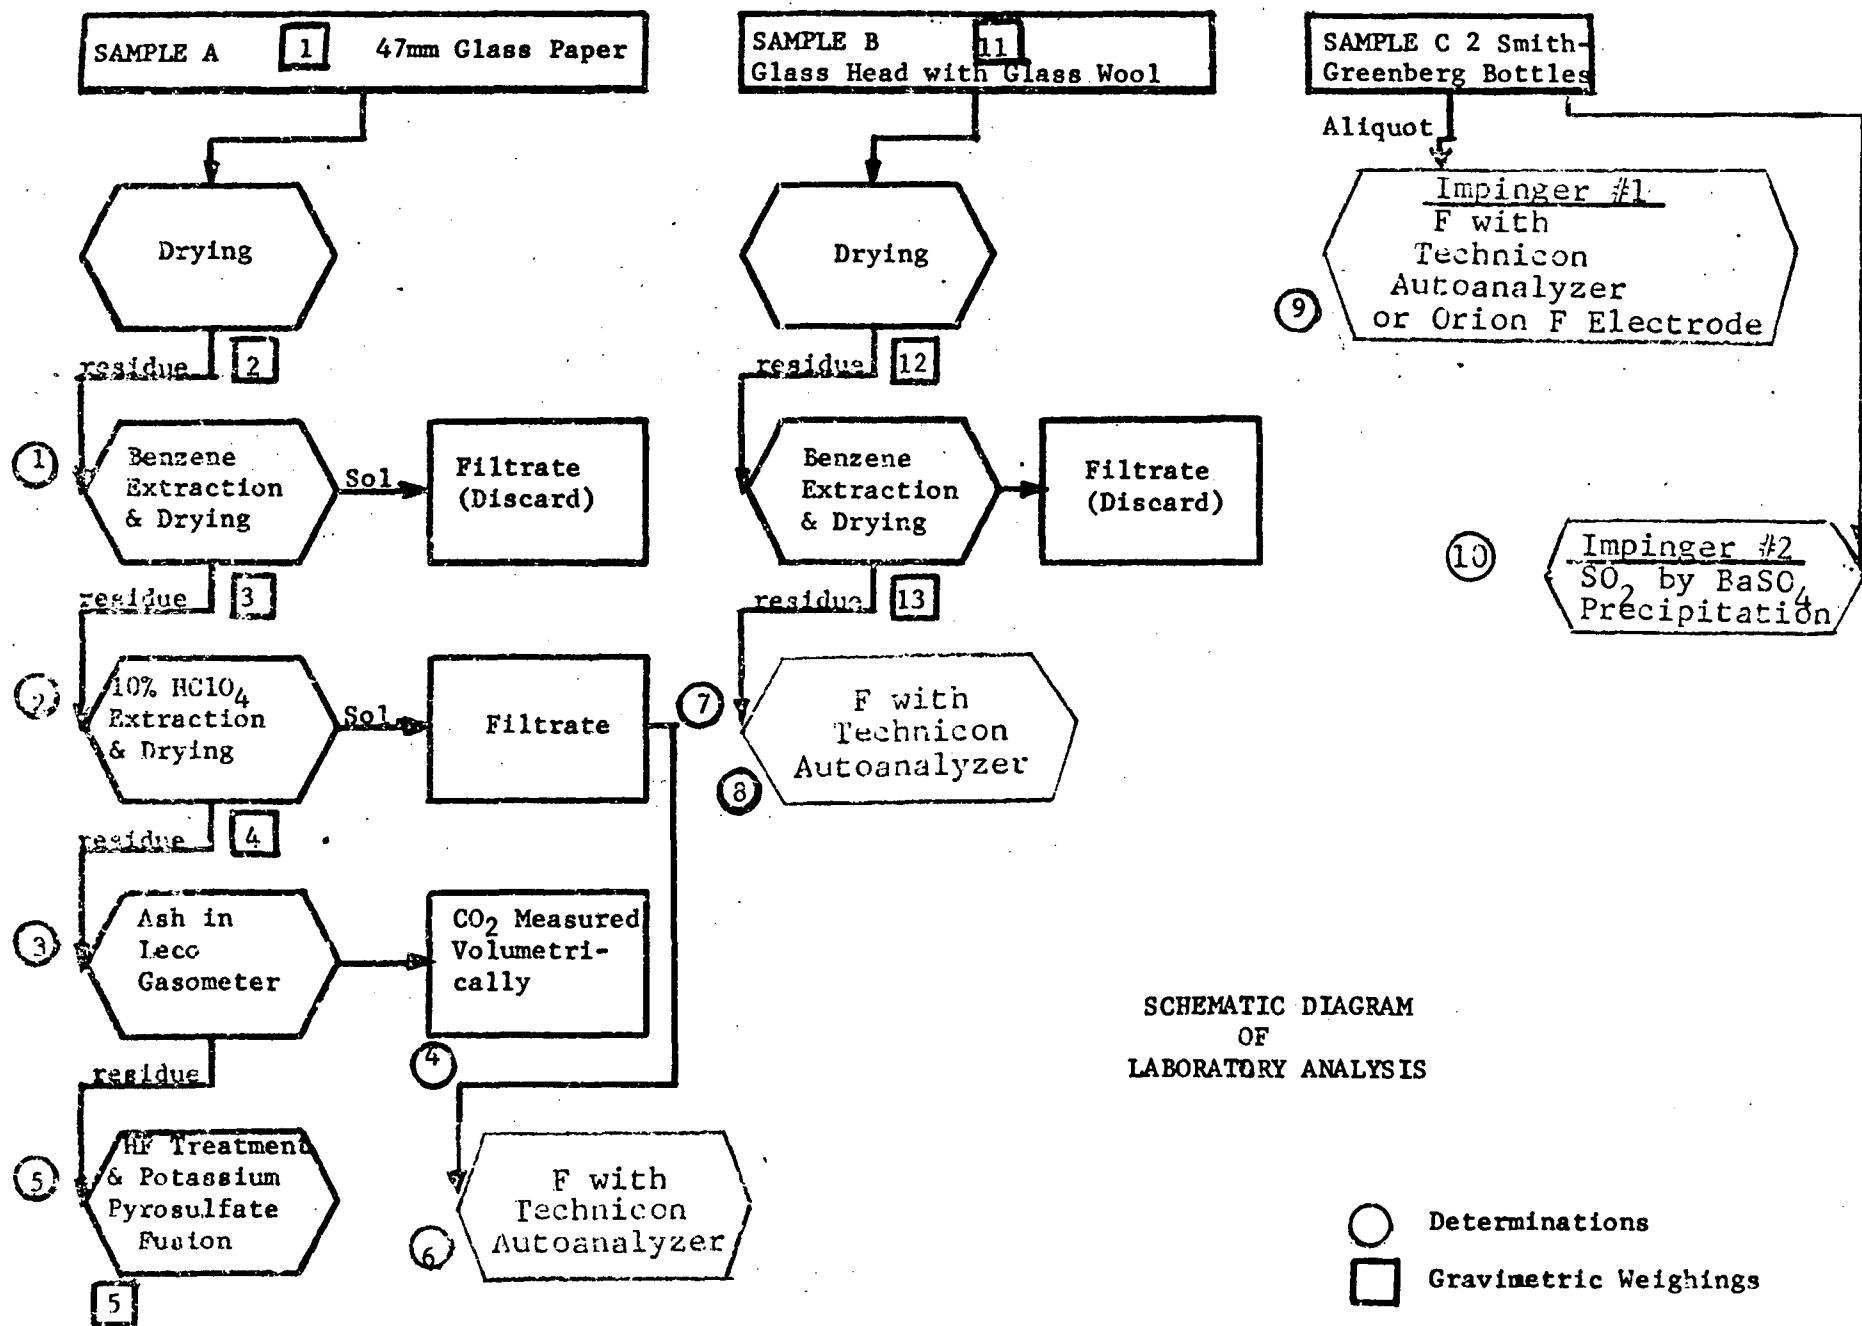 SAMPLE A 1 47mm Glass Paper
Drying
residue 2
1
Benzene
Extraction
& Drying
Sol
Filtrate
(Discard)
residue 3
2
10% HClO4
Extraction
& Drying
Sol
Filtrate
residue 4
3
Ash in
Leco
Gasometer
CO2 Measured
Volumetri-
cally
4
residue
5
HF Treatment
& Potassium
Pyrosulfate
Fusion
5
F with
Technicon
Autoanalyzer
6
SAMPLE B 11
Glass Head with Glass Wool
Drying
residue 12
Benzene
Extraction
& Drying
Filtrate
(Discard)
residue 13
7
F with
Technicon
Autoanalyzer
8
SAMPLE C 2 Smith-
Greenberg Bottles
Aliquot
Impinger #1
F with
Technicon
Autoanalyzer
or Orion F Electrode
9
10
Impinger #2
SO2 by BaSO4
Precipitation
SCHEMATIC DIAGRAM
OF
LABORATORY ANALYSIS
Determinations
Gravimetric Weighings